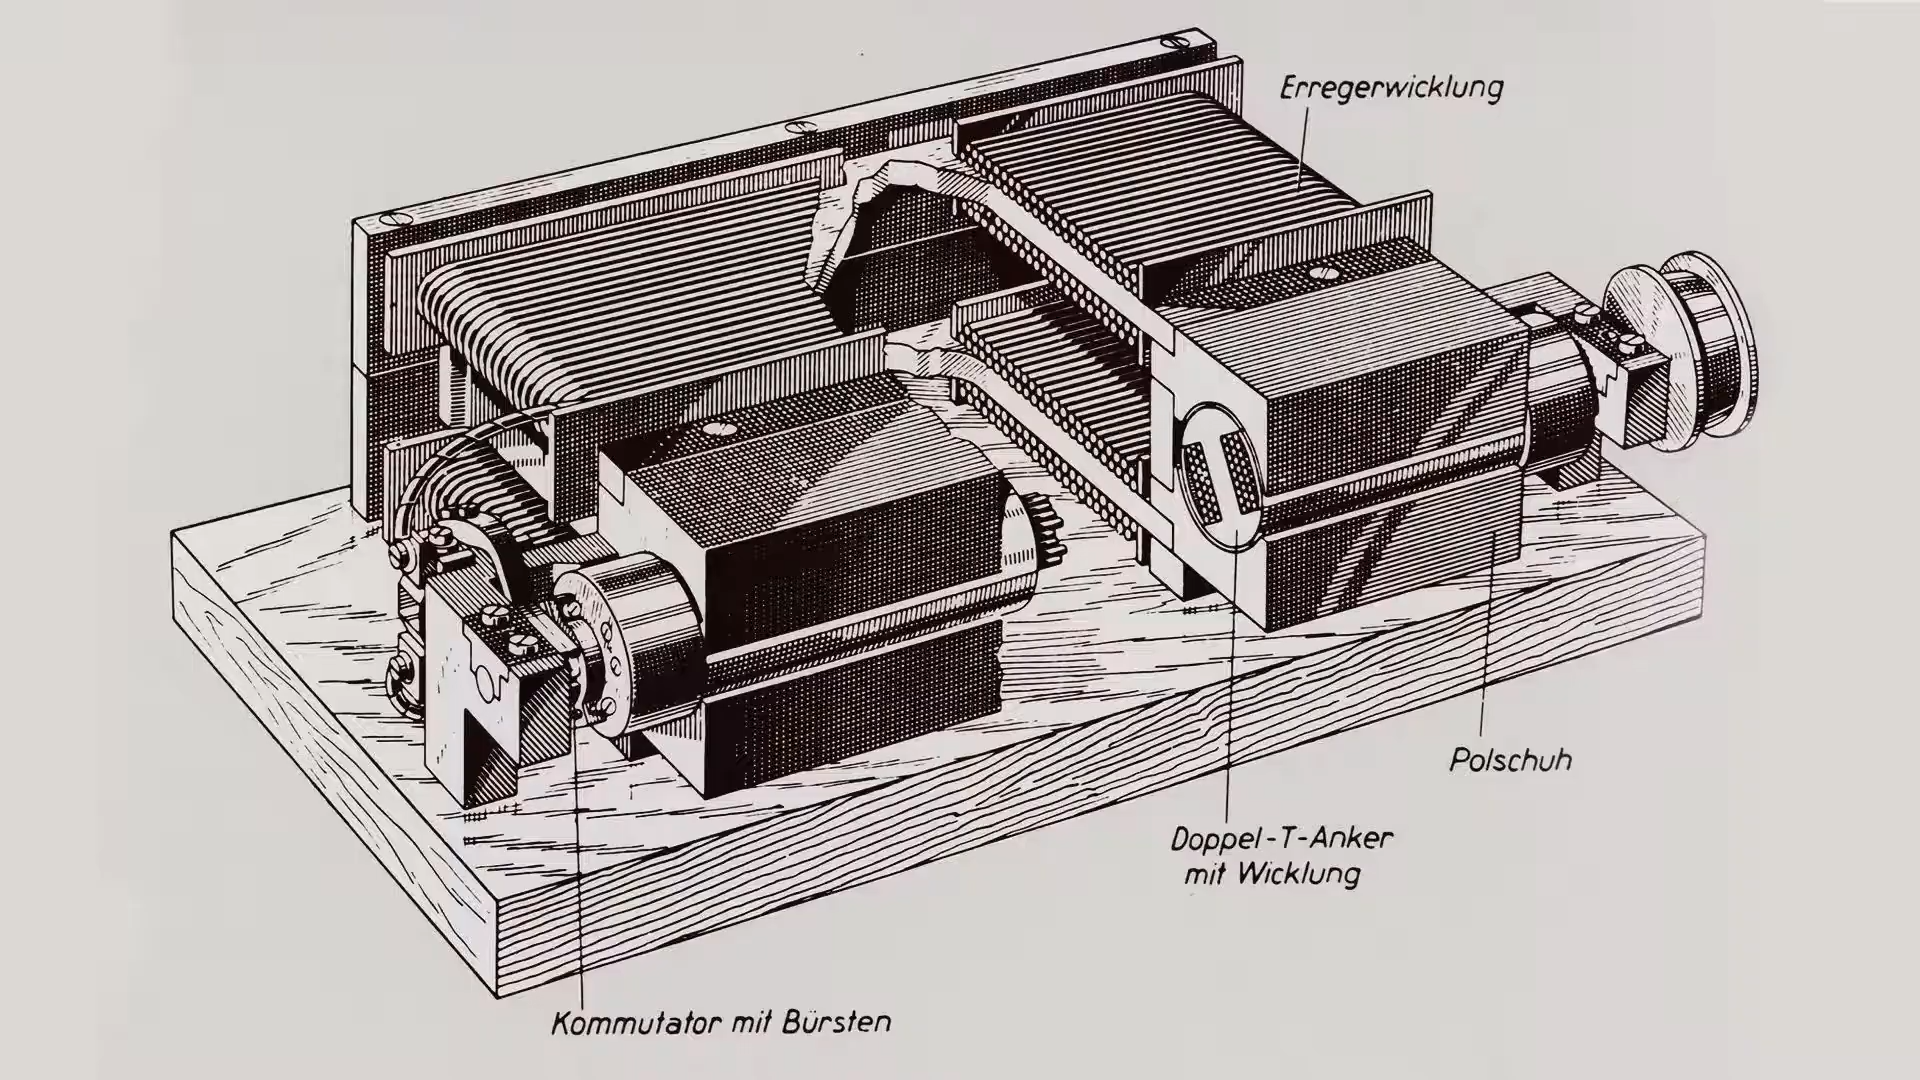 Erregerwicklung
Polschuh
Doppel-T-Anker
mit Wicklung
Kommutator mit Bürsten